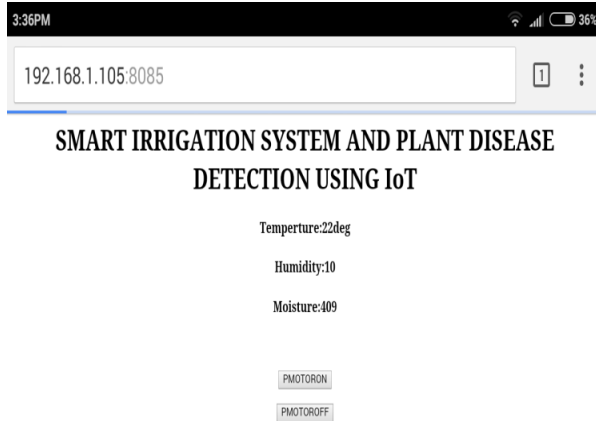 3:36PM 36%
192.168.1.105:8085 1
SMART IRRIGATION SYSTEM AND PLANT DISEASE
DETECTION USING IoT
Temperture:22deg
Humidity:10
Moisture:409
PMOTORON
PMOTOROFF